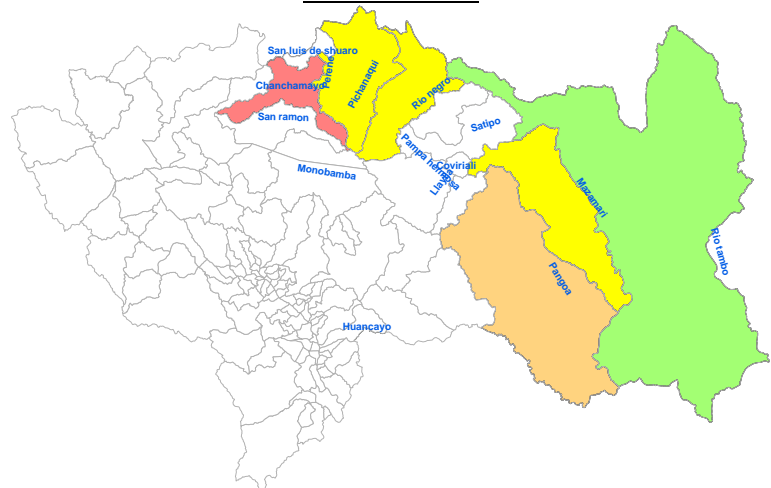 San luis de shuaro
Perene
Chanchamayo
Pichanaqui
Rio negro
San ramon
Satipo
Monobamba
Pampa hermosa
Coviriali
Llaylla
Mazamari
Rio tambo
Pangoa
Huancayo